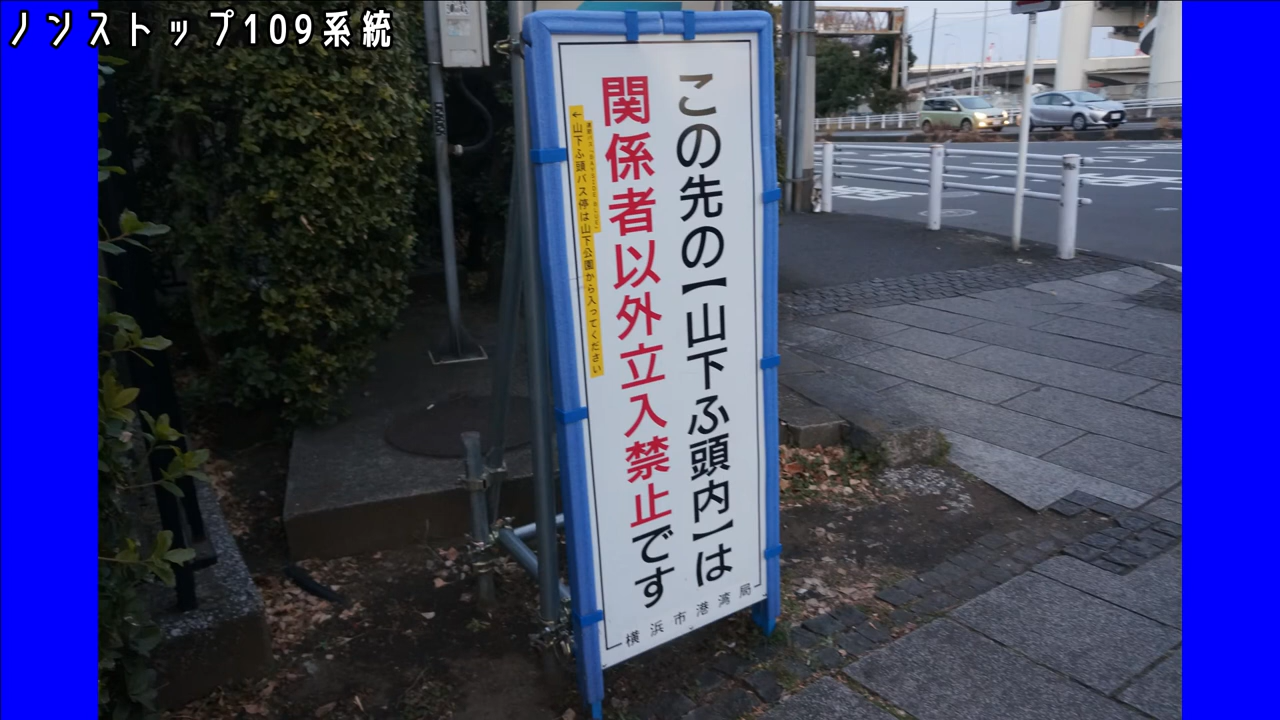 ノンストップ109系統
この先の【山下ふ頭内】は
関係者以外立入禁止です
←山下ふ頭バス停は山下公園から入ってください
横浜市港湾局